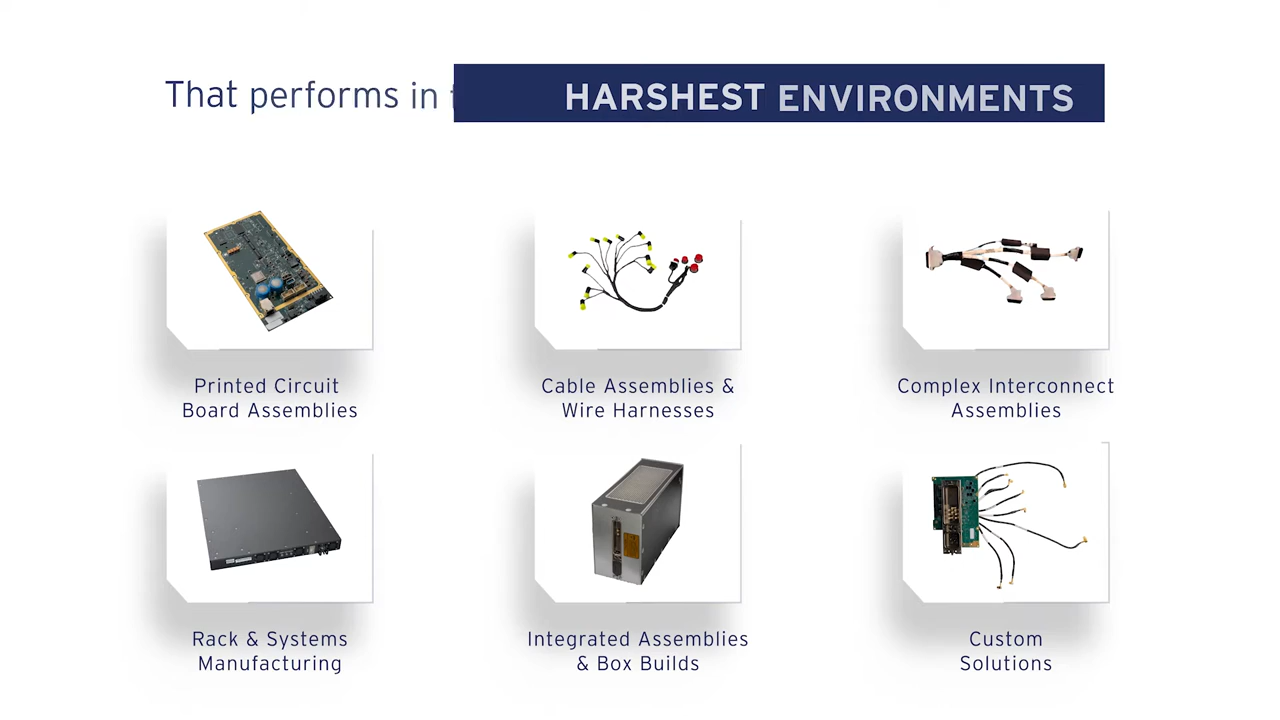 That performs in HARSHEST ENVIRONMENTS
Printed Circuit
Board Assemblies
Cable Assemblies &
Wire Harnesses
Complex Interconnect
Assemblies
Rack & Systems
Manufacturing
Integrated Assemblies
& Box Builds
Custom
Solutions